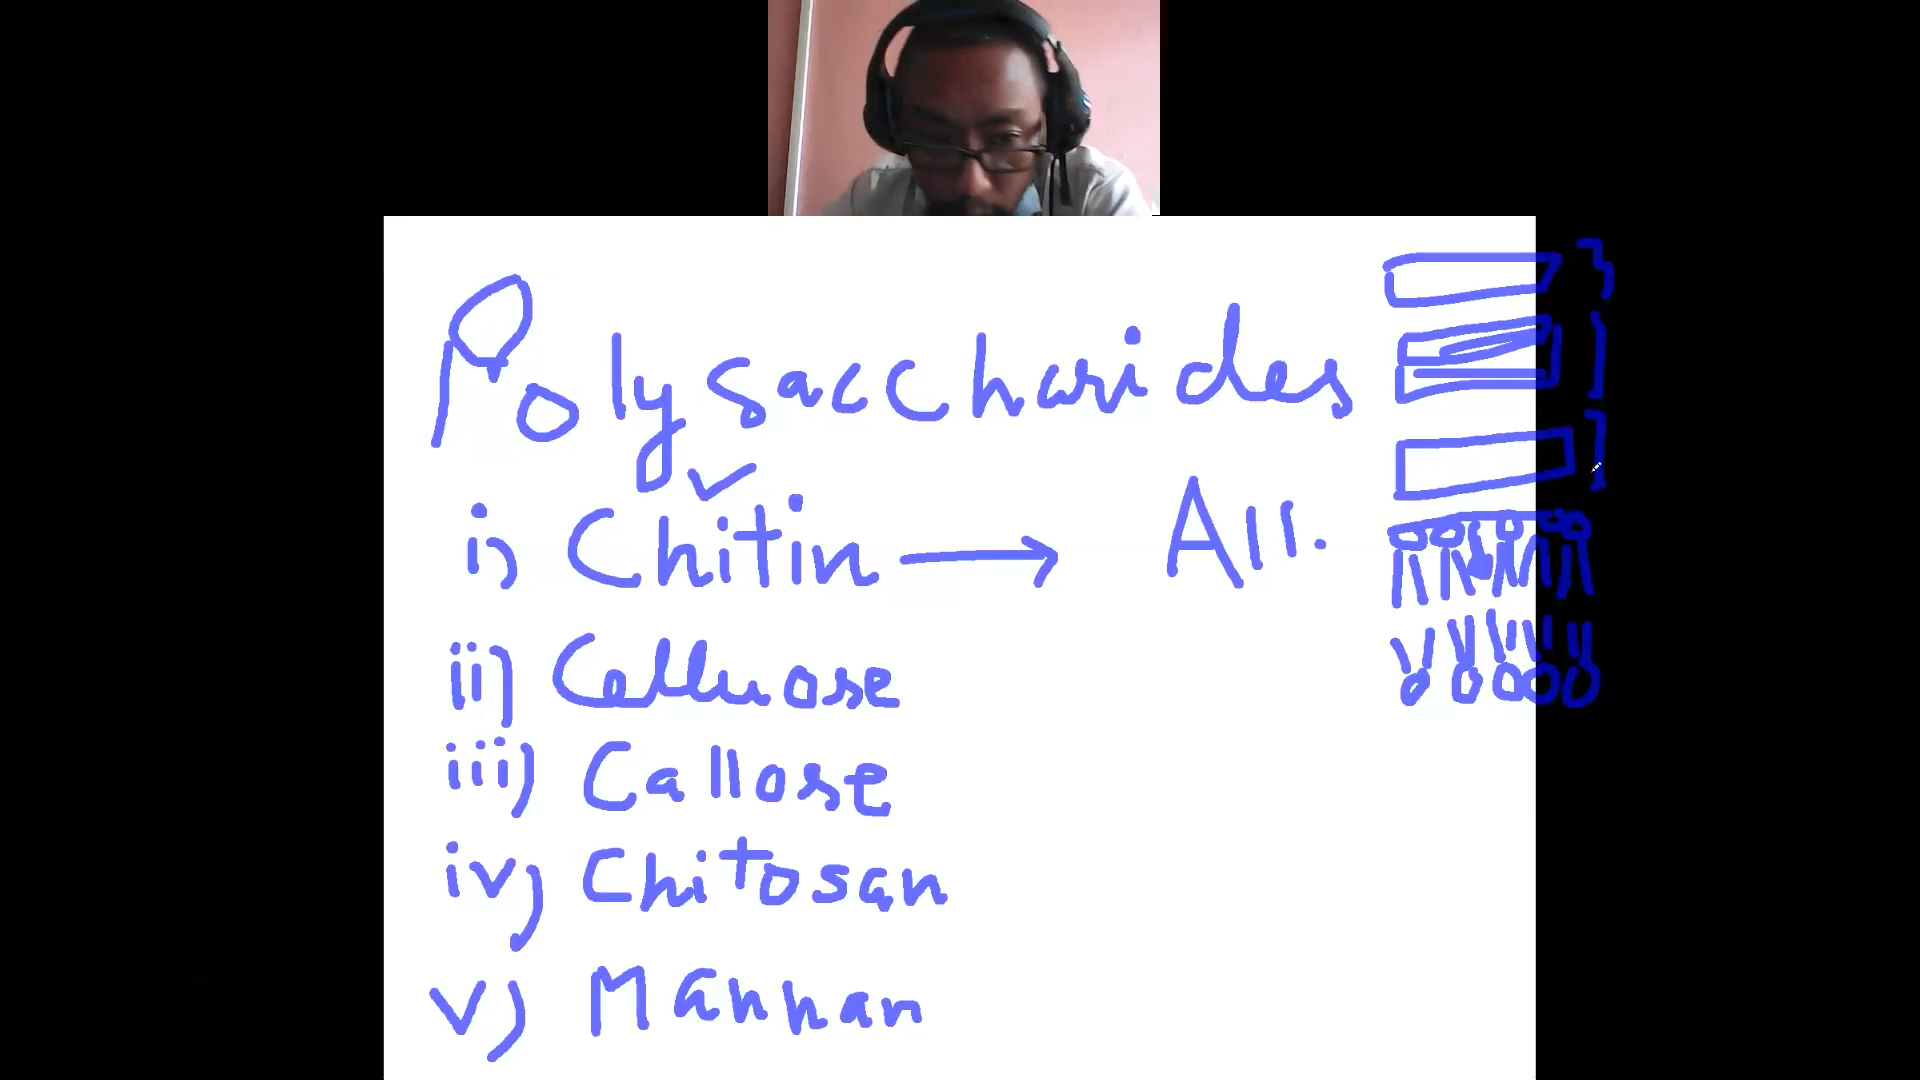 Polysaccharides
i) Chitin → All.
ii) Celluose
iii) Callose
iv) Chitosan
v) Mannan